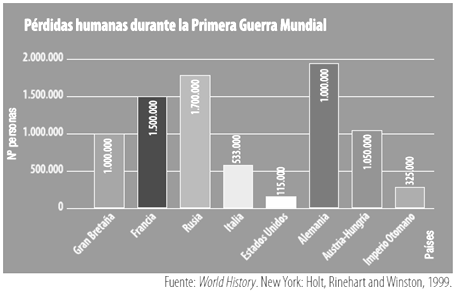 Pérdidas humanas durante la Primera Guerra Mundial
Nº personas
2.000.000
1.500.000
1.000.000
500.000
0
1.000.000
1.500.000
1.700.000
533.000
115.000
1.000.000
1.050.000
325.000
Gran Bretaña
Francia
Rusia
Italia
Estados Unidos
Alemania
Austria-Hungría
Imperio Otomano
Países
Fuente: World History. New York: Holt, Rinehart and Winston, 1999.